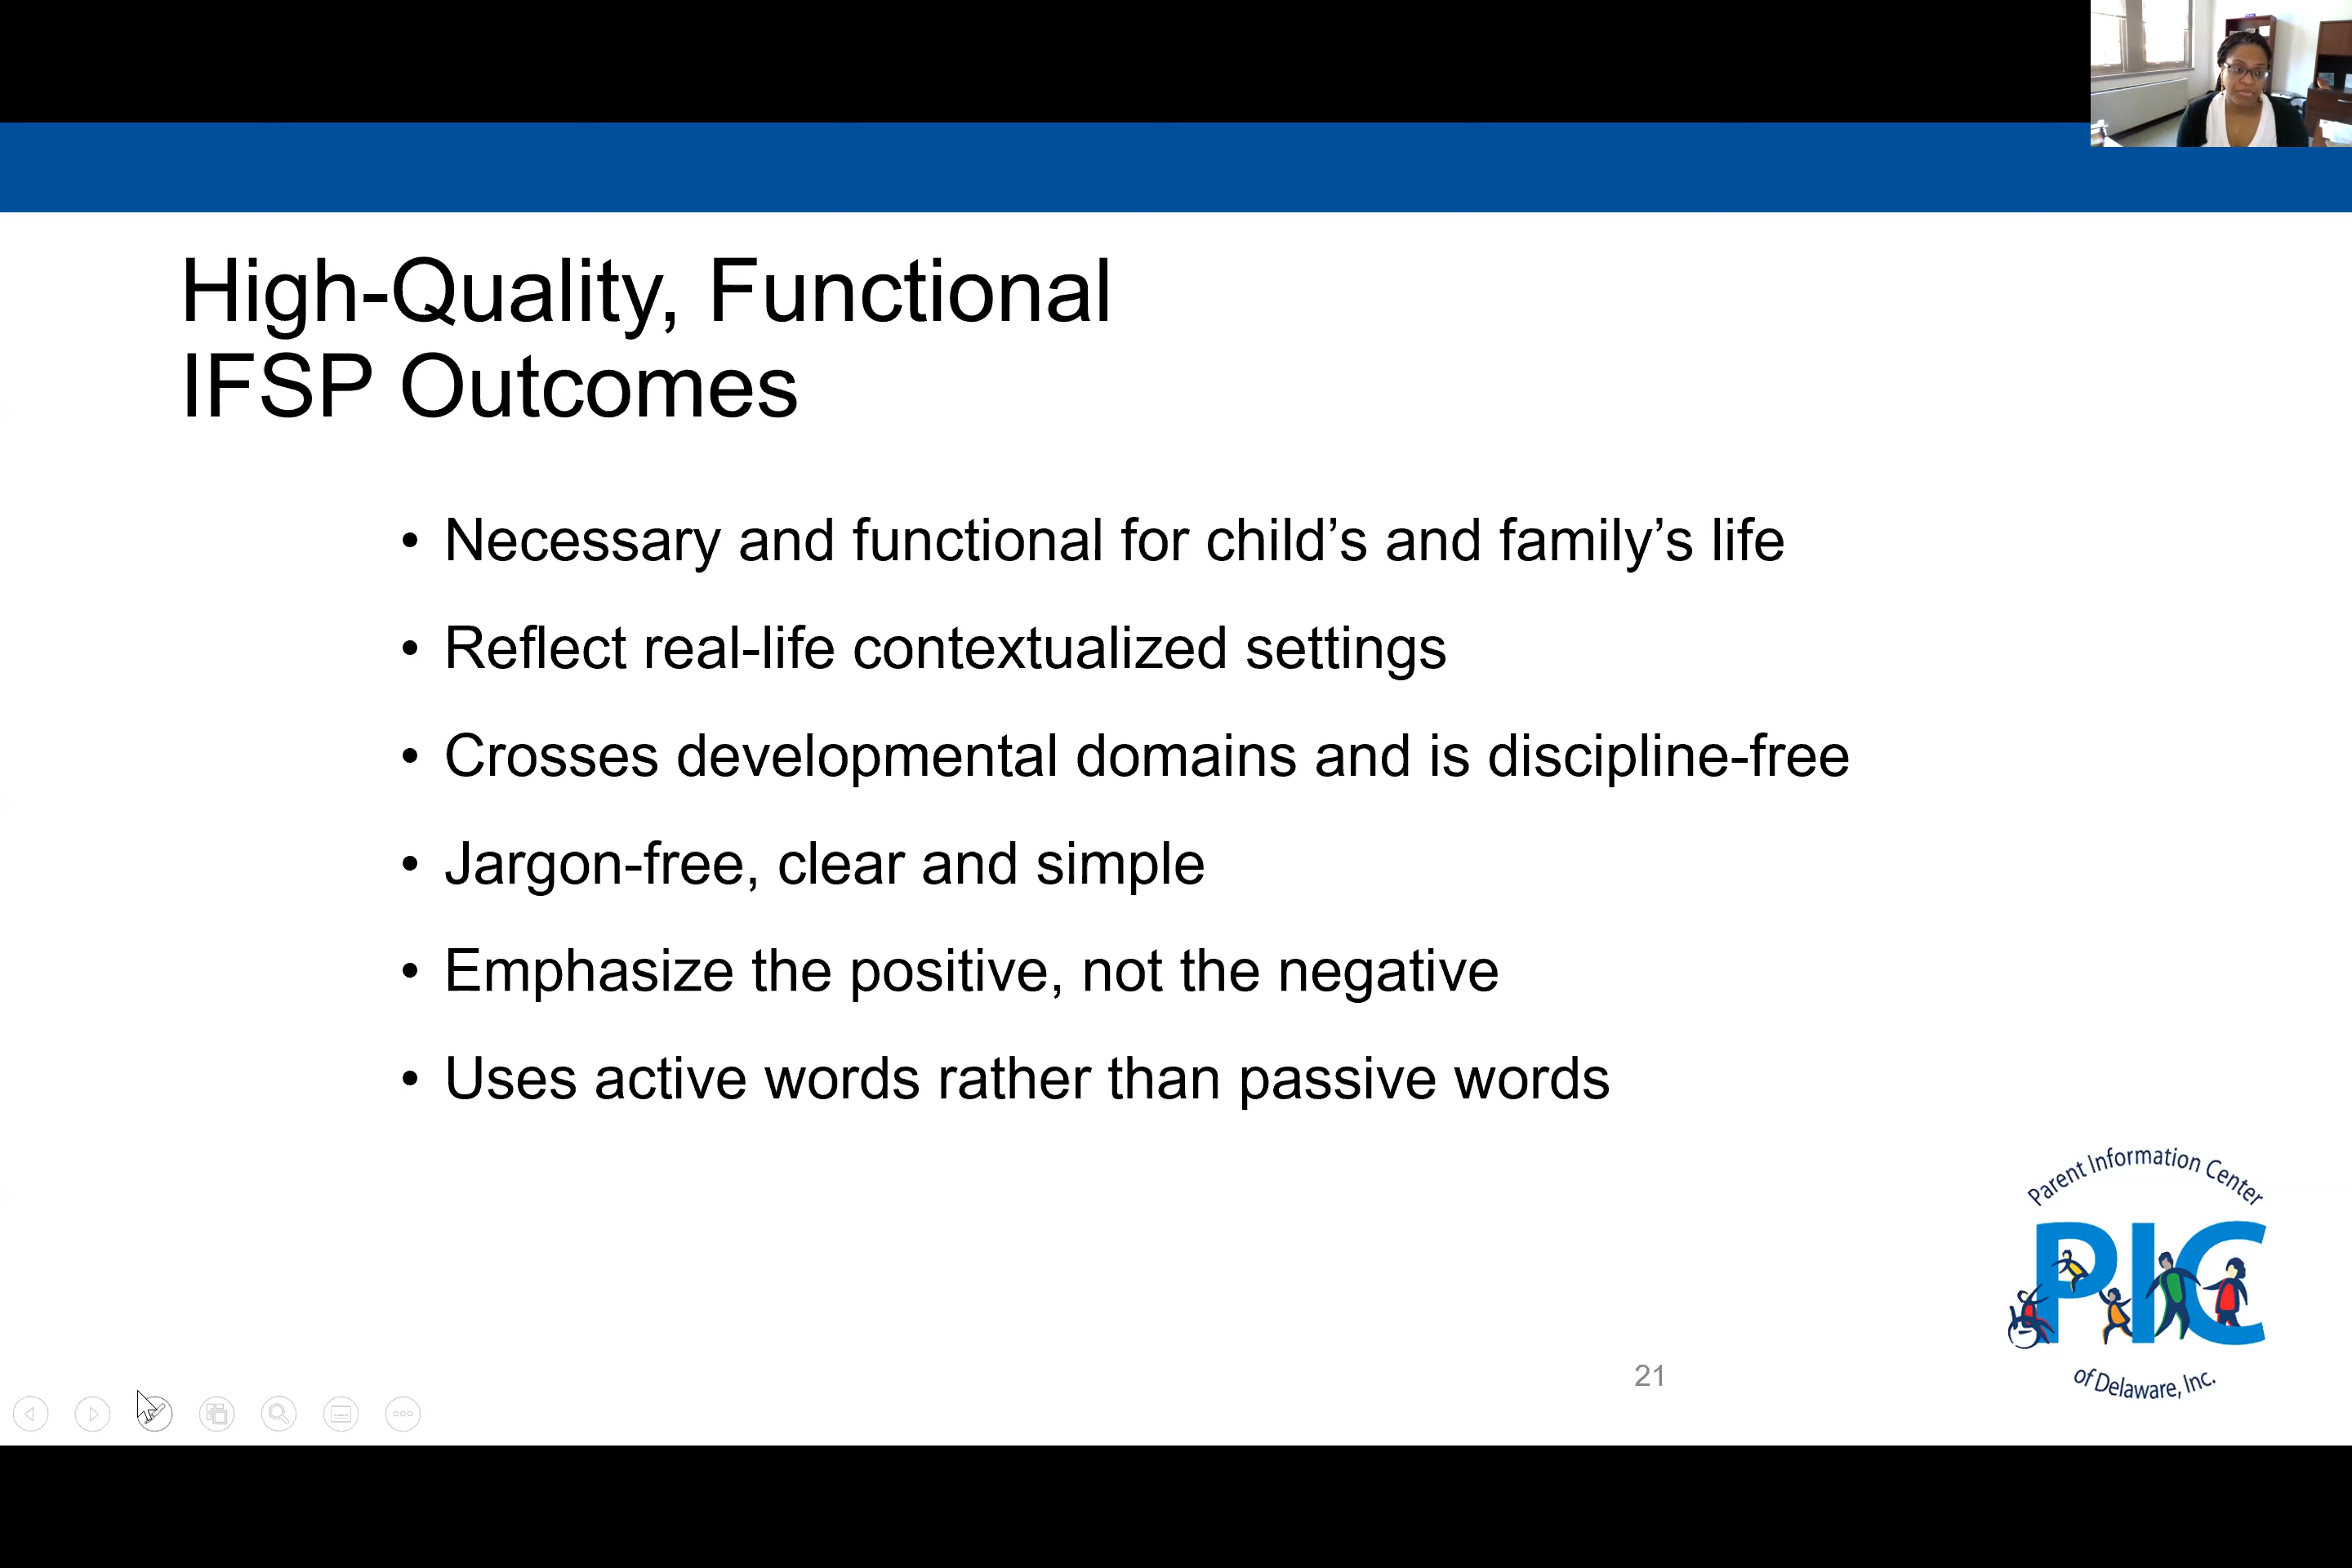 High-Quality, Functional
IFSP Outcomes
• Necessary and functional for child’s and family’s life
• Reflect real-life contextualized settings
• Crosses developmental domains and is discipline-free
• Jargon-free, clear and simple
• Emphasize the positive, not the negative
• Uses active words rather than passive words
Parent Information Center
PIC
of Delaware, Inc.
21